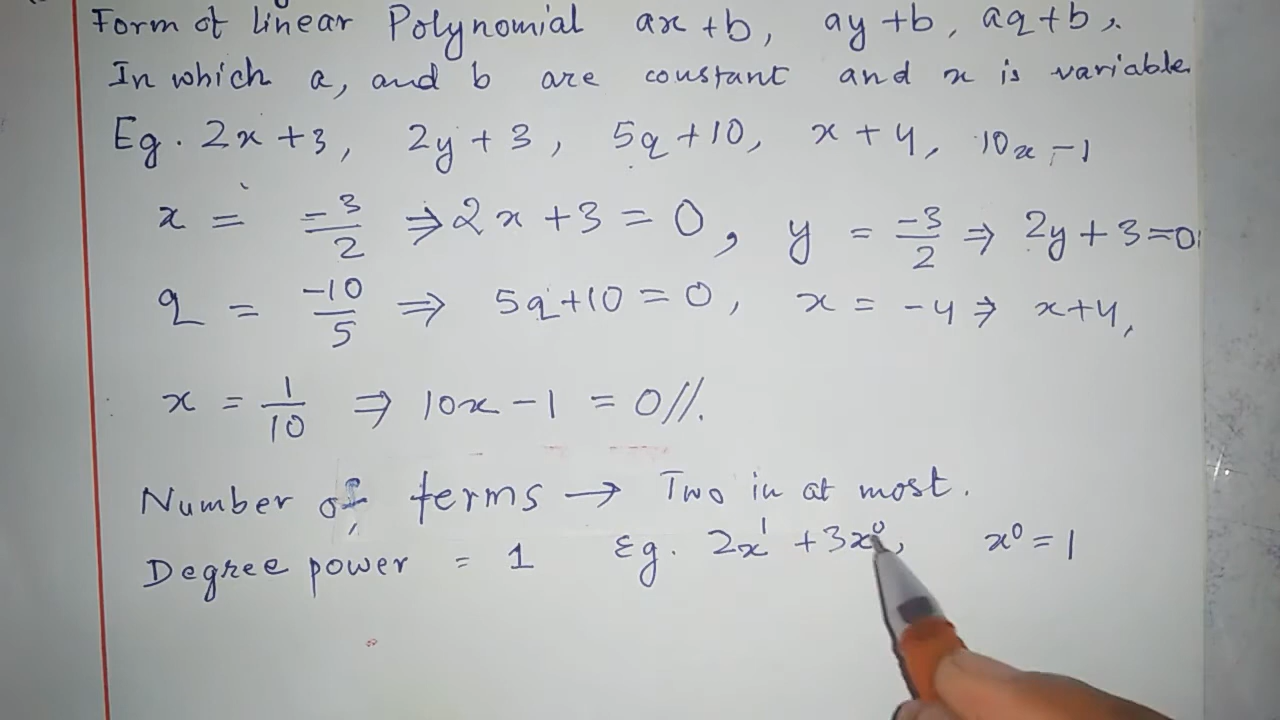 Form of linear Polynomial ax + b, ay + b, aq + b,
In which a, and b are constant and x is variable.
Eg. 2x + 3, 2y + 3, 5q + 10, x + 4, 10x - 1
x = -3/2 ⇒ 2x + 3 = 0, y = -3/2 ⇒ 2y + 3 = 0
q = -10/5 ⇒ 5q + 10 = 0, x = -4 ⇒ x + 4,
x = 1/10 ⇒ 10x - 1 = 0//.
Number of, terms → Two in at most.
Degree power = 1 Eg. 2x¹ + 3x⁰, x⁰ = 1